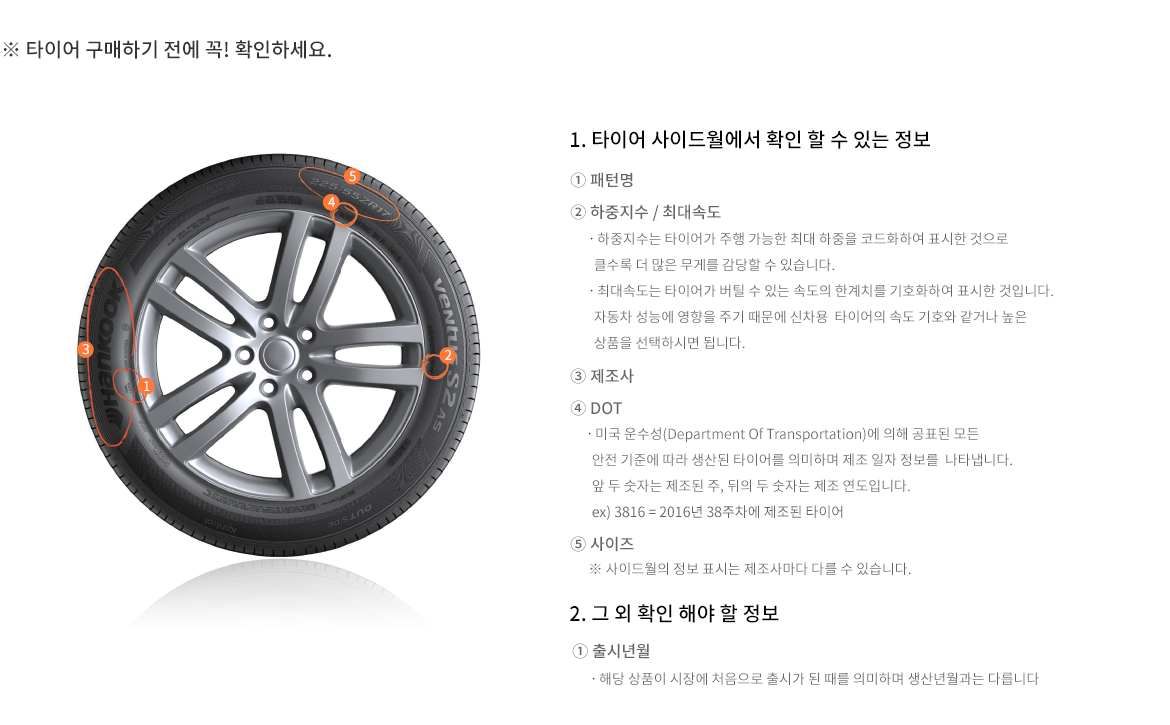 ※ 타이어 구매하기 전에 꼭! 확인하세요.
1. 타이어 사이드월에서 확인 할 수 있는 정보
① 패턴명
② 하중지수 / 최대속도
· 하중지수는 타이어가 주행 가능한 최대 하중을 코드화하여 표시한 것으로
클수록 더 많은 무게를 감당할 수 있습니다.
· 최대속도는 타이어가 버틸 수 있는 속도의 한계치를 기호화하여 표시한 것입니다.
자동차 성능에 영향을 주기 때문에 신차용 타이어의 속도 기호와 같거나 높은
상품을 선택하시면 됩니다.
③ 제조사
④ DOT
· 미국 운수성(Department Of Transportation)에 의해 공표된 모든
안전 기준에 따라 생산된 타이어를 의미하며 제조 일자 정보를 나타냅니다.
앞 두 숫자는 제조된 주, 뒤의 두 숫자는 제조 연도입니다.
ex) 3816 = 2016년 38주차에 제조된 타이어
⑤ 사이즈
※ 사이드월의 정보 표시는 제조사마다 다를 수 있습니다.
2. 그 외 확인 해야 할 정보
① 출시년월
· 해당 상품이 시장에 처음으로 출시가 된 때를 의미하며 생산년월과는 다릅니다
5
225 55ZR17
4
Hankook
3
1
2
ventus S2 AS
OUTSIDE
Kontrol